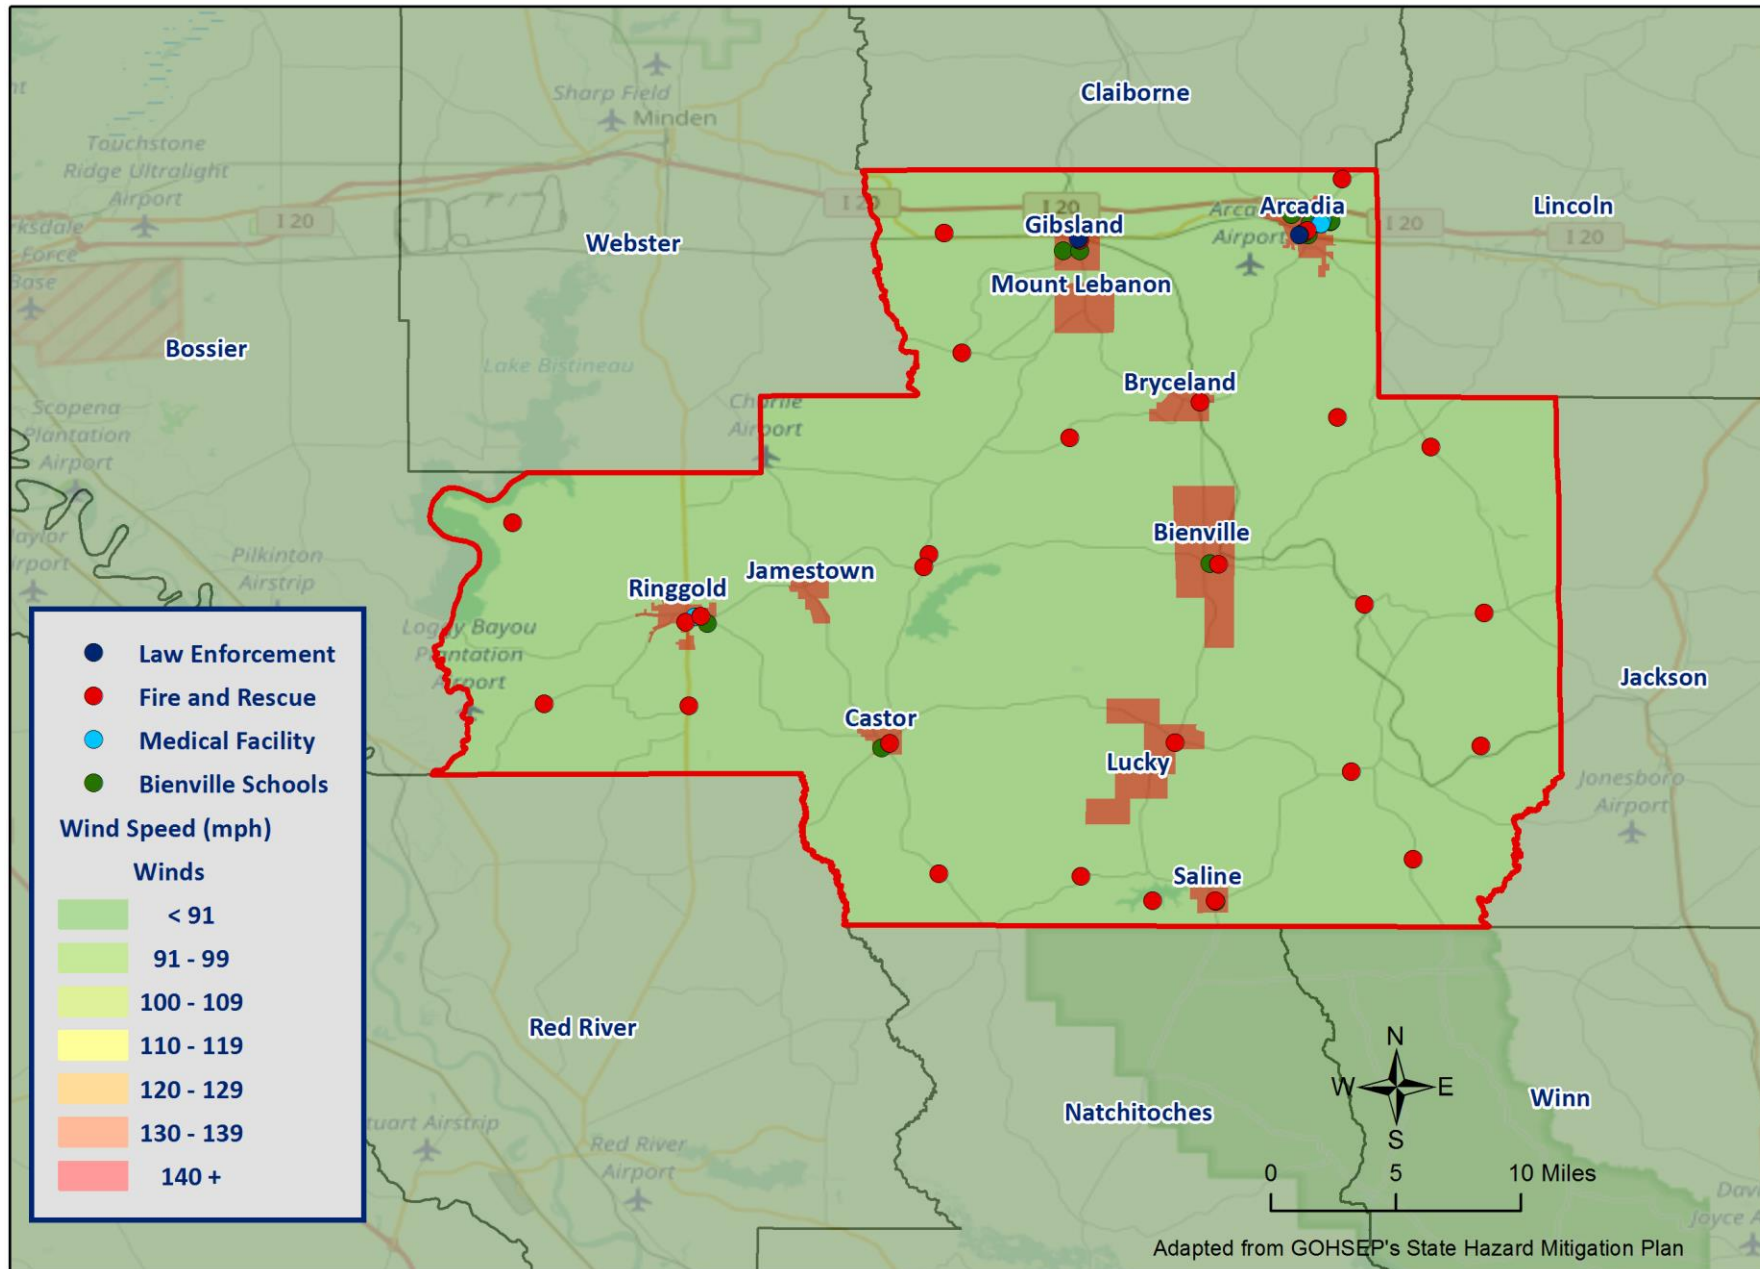 Claiborne
Sharp Field
Minden
Touchstone
Ridge Ultralight
Airport
I 20
I 20
I 20
I 20
I 20
Arcadia
Lincoln
Gibsland
Airport
Webster
Force
Base
Mount Lebanon
Bossier
Lake Bistineau
Bryceland
Charlie
Airport
Scopena
Plantation
Airport
Bienville
Pilkinton
Airstrip
Jamestown
Ringgold
Loggy Bayou
Plantation
Airport
Jackson
Castor
Lucky
Jonesboro
Airport
Saline
Law Enforcement
Fire and Rescue
Medical Facility
Bienville Schools
Wind Speed (mph)
Winds
< 91
91 - 99
100 - 109
110 - 119
120 - 129
130 - 139
140 +
Red River
Natchitoches
Winn
N
W E
S
Red River
Airport
0 5 10 Miles
Adapted from GOHSEP's State Hazard Mitigation Plan